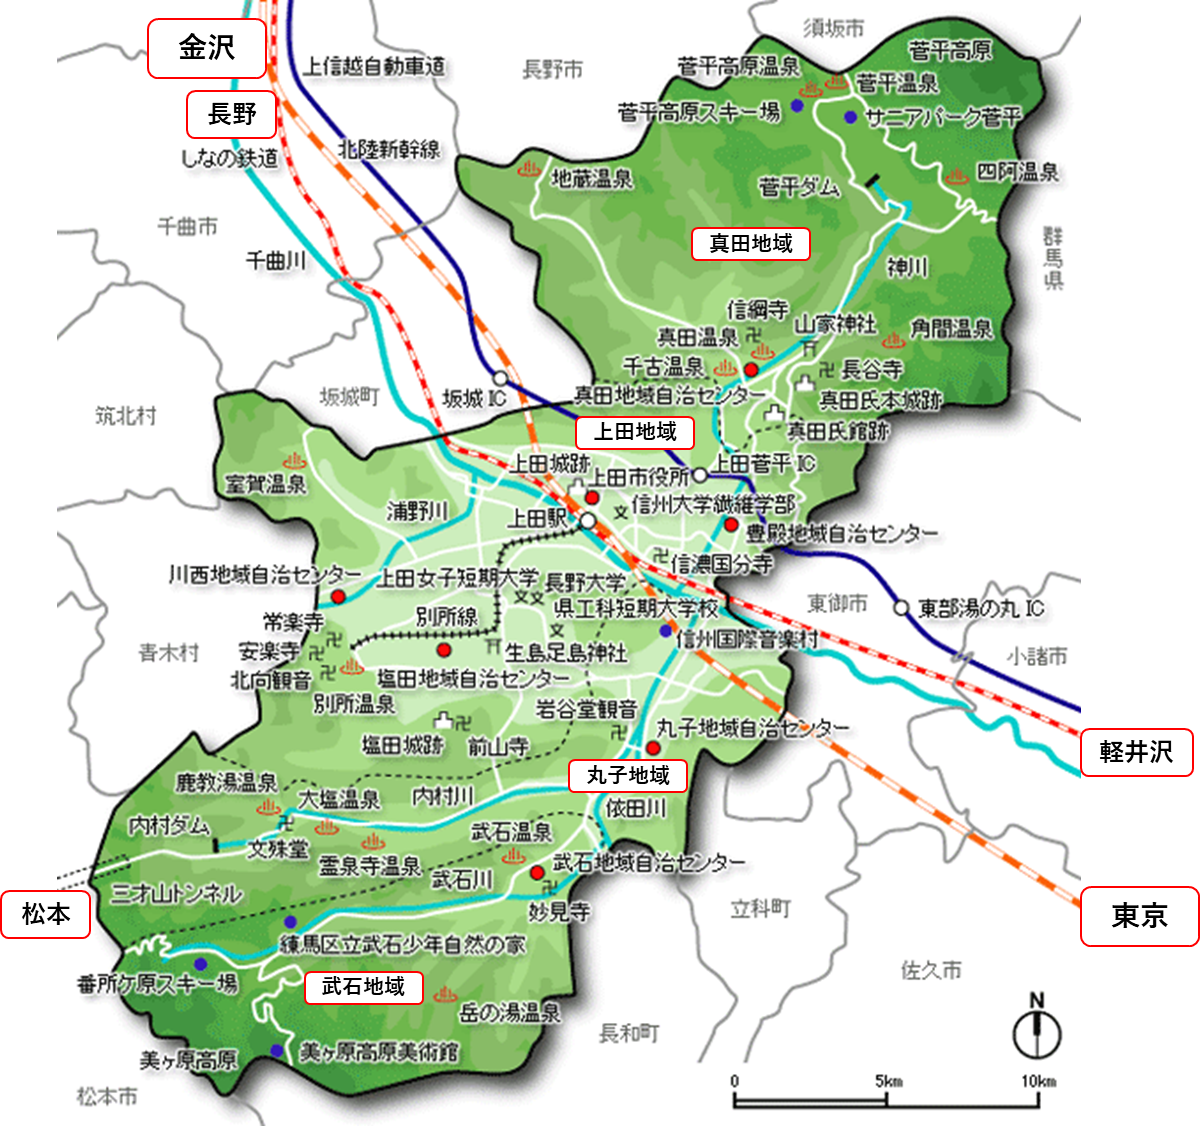 金沢
長野
上信越自動車道
北陸新幹線
しなの鉄道
千曲市
千曲川
長野市
須坂市
菅平高原
菅平高原温泉
菅平温泉
菅平高原スキー場
サニアパーク菅平
地蔵温泉
菅平ダム
四阿温泉
真田地域
群馬県
神川
信綱寺
真田温泉
山家神社
角間温泉
千古温泉
長谷寺
真田地域自治センター
真田氏本城跡
真田氏館跡
坂城町
坂城 IC
筑北村
上田地域
上田城跡
上田市役所
上田菅平 IC
室賀温泉
浦野川
上田駅
信州大学繊維学部
豊殿地域自治センター
信濃国分寺
川西地域自治センター
上田女子短期大学
長野大学
県工科短期大学校
別所線
東御市
東部湯の丸 IC
常楽寺
安楽寺
北向観音
青木村
生島足島神社
信州国際音楽村
小諸市
塩田地域自治センター
別所温泉
岩谷堂観音
丸子地域自治センター
塩田城跡
前山寺
軽井沢
鹿教湯温泉
大塩温泉
内村川
丸子地域
依田川
内村ダム
文殊堂
霊泉寺温泉
武石温泉
武石地域自治センター
武石川
三才山トンネル
松本
妙見寺
立科町
東京
練馬区立武石少年自然の家
番所ケ原スキー場
武石地域
佐久市
岳の湯温泉
長和町
美ヶ原高原
美ヶ原高原美術館
松本市
N
0
5km
10km